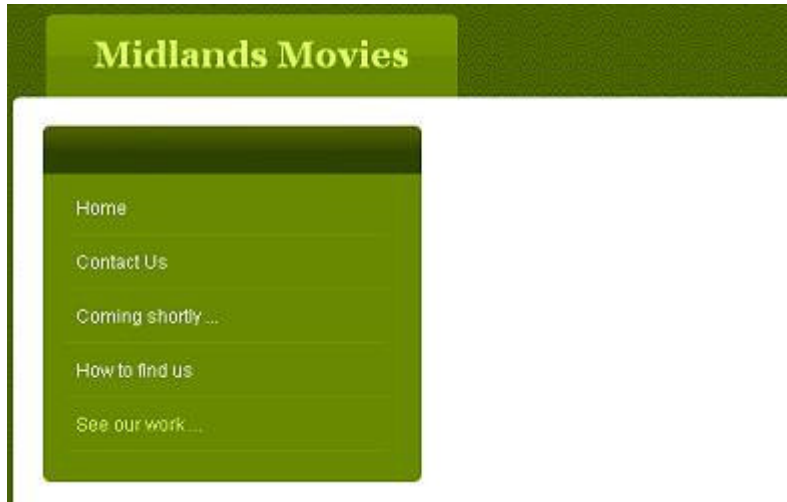 Midlands Movies
Home
Contact Us
Coming shortly ...
How to find us
See our work ...